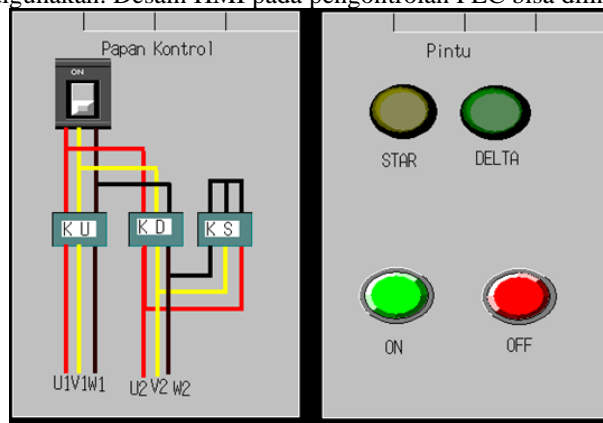 Papan Kontrol
ON
K U
K D
K S
U1V1W1
U2 V2 W2
Pintu
STAR
DELTA
ON
OFF